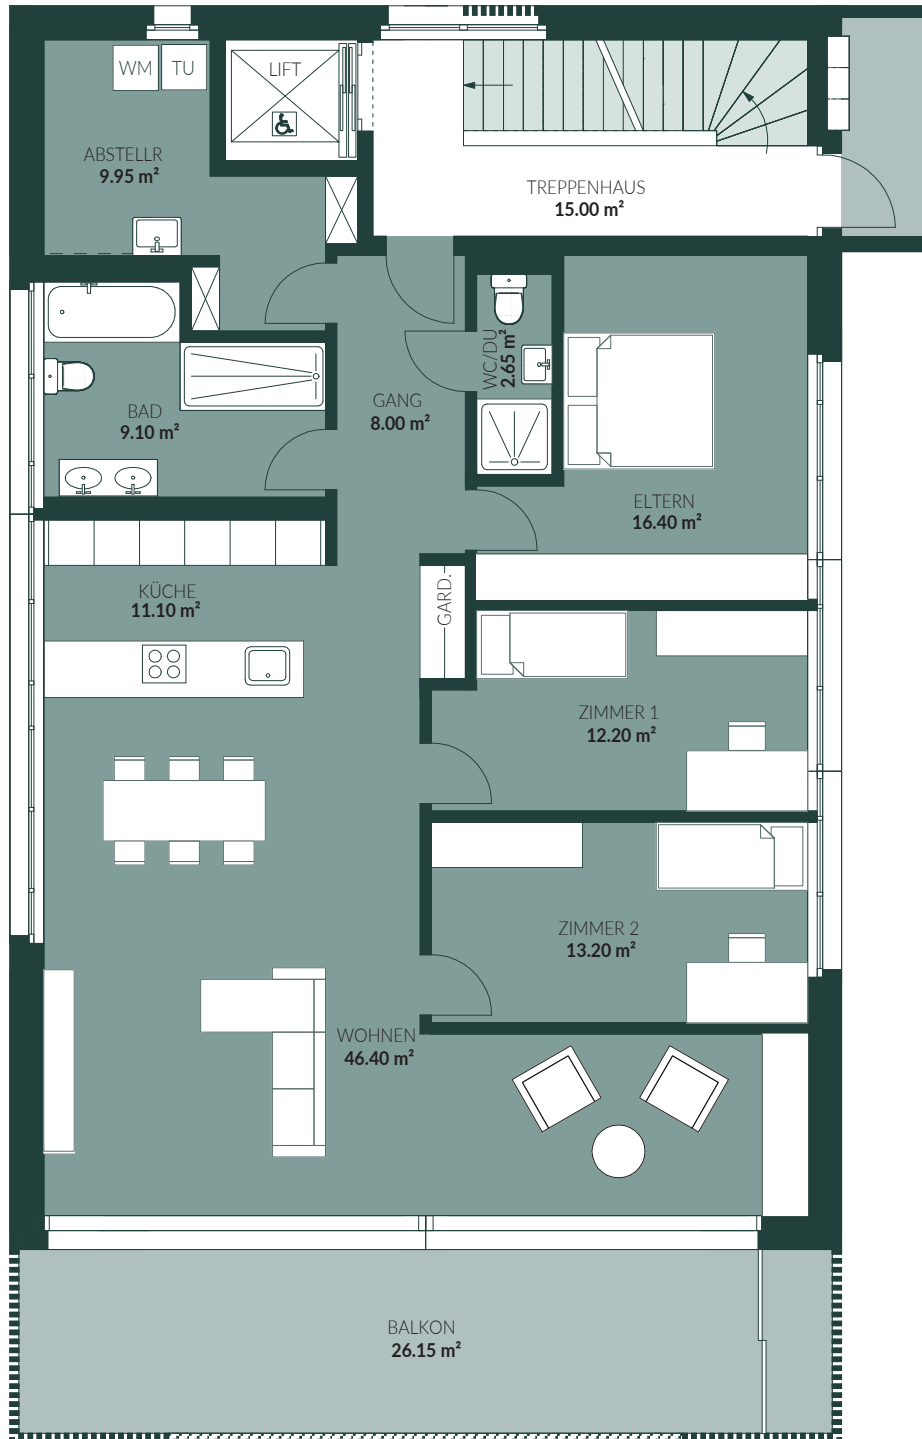 WM
TU
LIFT
ABSTELLR
9.95 m²
TREPPENHAUS
15.00 m²
WC/DU
2.65 m²
BAD
9.10 m²
GANG
8.00 m²
ELTERN
16.40 m²
KÜCHE
11.10 m²
GARD.
ZIMMER 1
12.20 m²
ZIMMER 2
13.20 m²
WOHNEN
46.40 m²
BALKON
26.15 m²